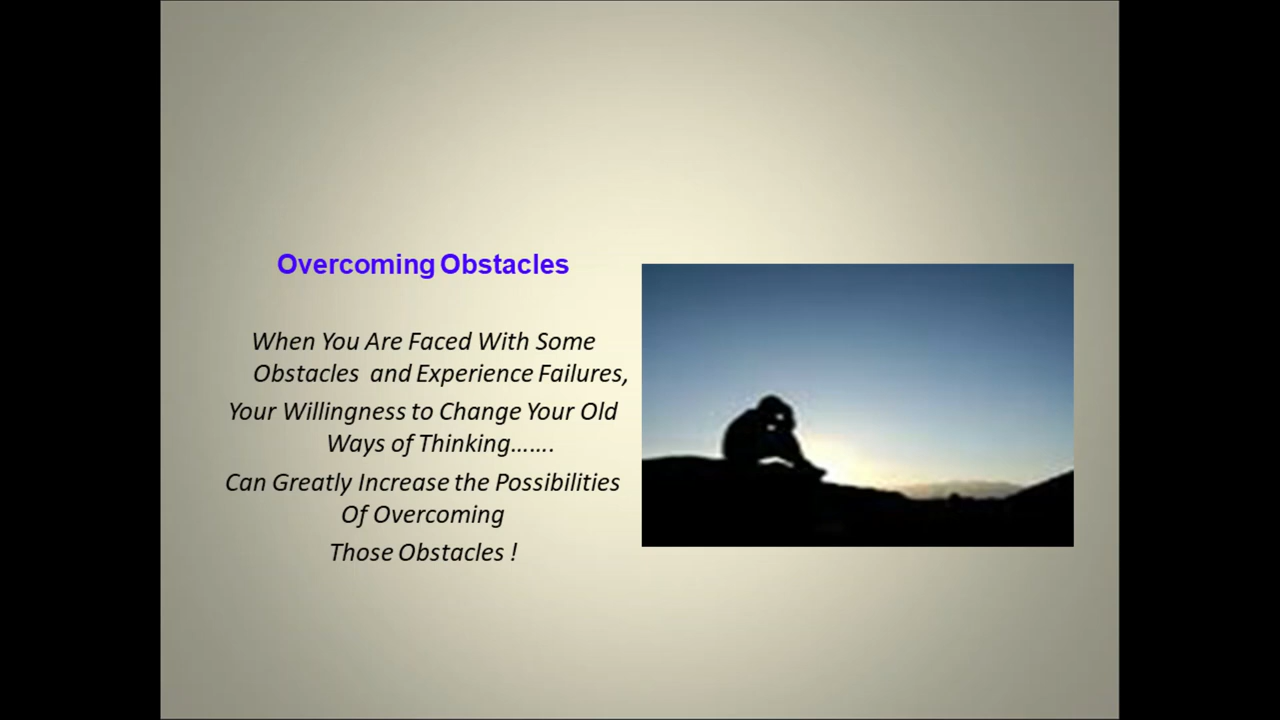 Overcoming Obstacles
When You Are Faced With Some
Obstacles and Experience Failures,
Your Willingness to Change Your Old
Ways of Thinking.......
Can Greatly Increase the Possibilities
Of Overcoming
Those Obstacles !